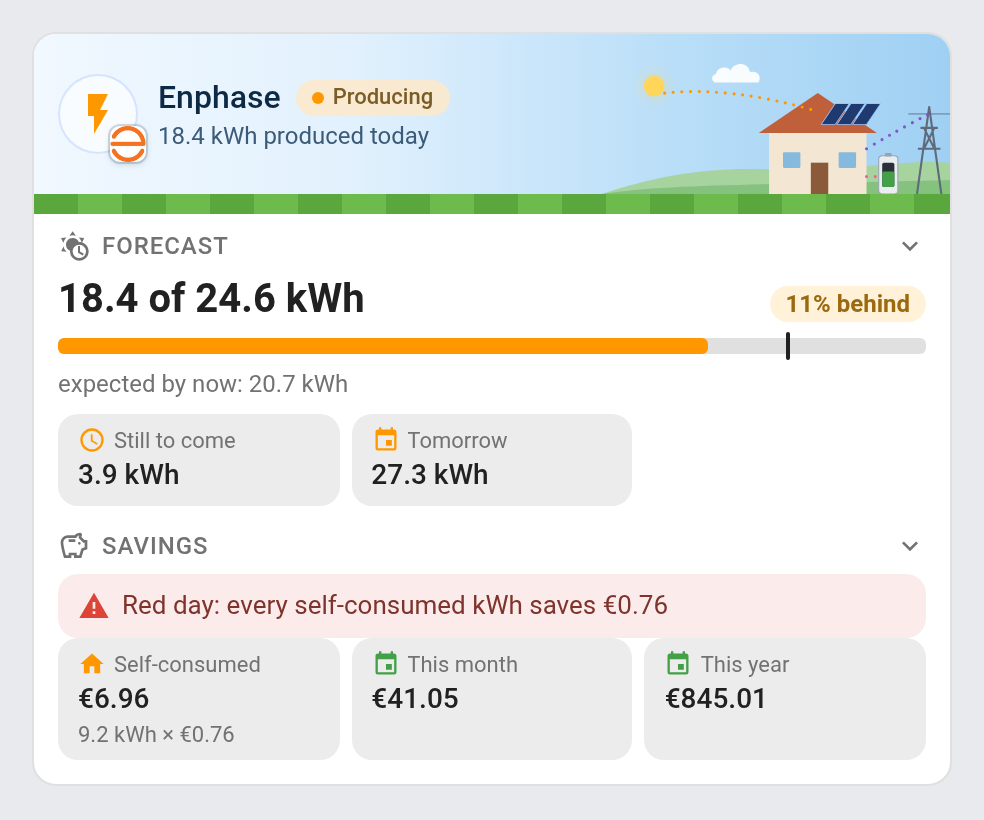 Enphase
Producing
18.4 kWh produced today
FORECAST
18.4 of 24.6 kWh
11% behind
expected by now: 20.7 kWh
Still to come
3.9 kWh
Tomorrow
27.3 kWh
SAVINGS
Red day: every self-consumed kWh saves €0.76
Self-consumed
€6.96
9.2 kWh × €0.76
This month
€41.05
This year
€845.01